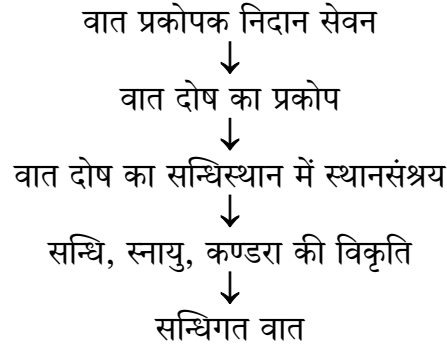 वात प्रकोपक निदान सेवन
↓
वात दोष का प्रकोप
↓
वात दोष का सन्धिस्थान में स्थानसंश्रय
↓
सन्धि, स्नायु, कण्डरा की विकृति
↓
सन्धिगत वात